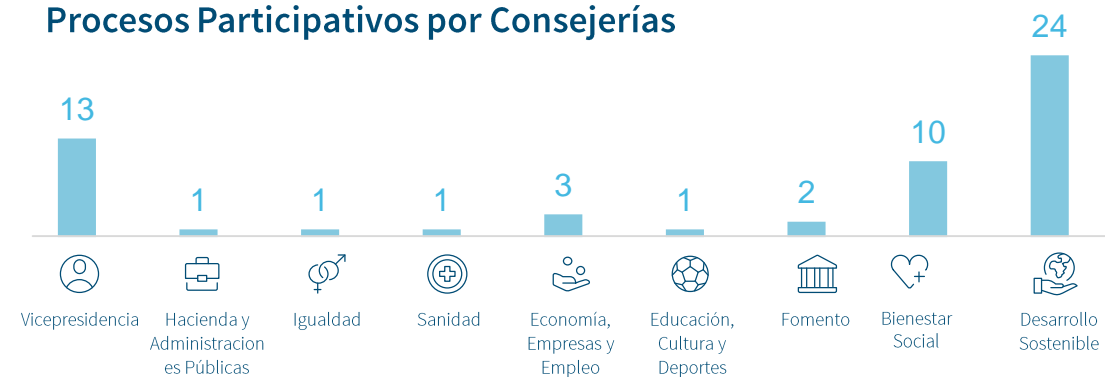 Procesos Participativos por Consejerías
13
1
1
1
3
1
2
10
24
Vicepresidencia
Hacienda y
Administracion
es Públicas
Igualdad
Sanidad
Economía,
Empresas y
Empleo
Educación,
Cultura y
Deportes
Fomento
Bienestar
Social
Desarrollo
Sostenible